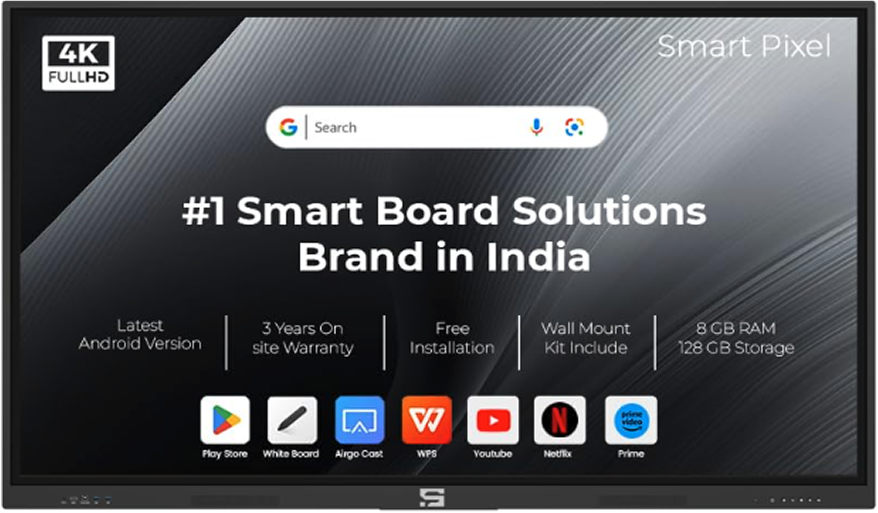 4K
FULLHD
Smart Pixel
Search
#1 Smart Board Solutions
Brand in India
Latest
Android Version
3 Years On
site Warranty
Free
Installation
Wall Mount
Kit Include
8 GB RAM
128 GB Storage
Play Store
White Board
Airgo Cast
WPS
Youtube
prime
video
Netflix
Prime